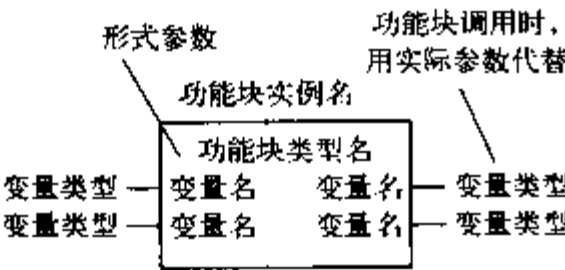 形式参数
功能块调用时,
用实际参数代替
功能块实例名
功能块类型名
变量类型 变量名 变量名 变量类型
变量类型 变量名 变量名 变量类型